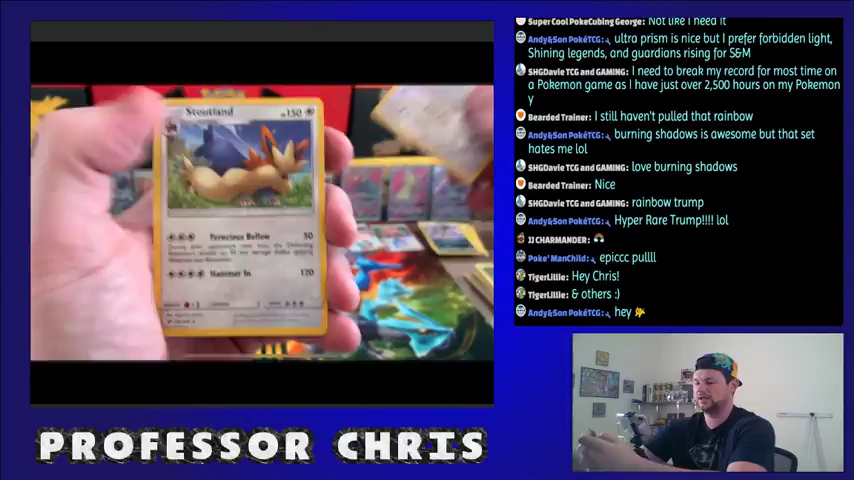 Stoutland
150
Ferocious Bellow 50
Hammer In 120
PROFESSOR CHRIS
Super Cool PokeCubing George: Not like I need it
Andy&Son PokéTCG: ultra prism is nice but I prefer forbidden light,
Shining legends, and guardians rising for S&M
SHGDavie TCG and GAMING: I need to break my record for most time on
a Pokemon game as I have just over 2,500 hours on my Pokemon
y
Bearded Trainer: I still haven't pulled that rainbow
Andy&Son PokéTCG: burning shadows is awesome but that set
hates me lol
SHGDavie TCG and GAMING: love burning shadows
Bearded Trainer: Nice
SHGDavie TCG and GAMING: rainbow trump
Andy&Son PokéTCG: Hyper Rare Trump!!!! lol
JJ CHARMANDER:
Poke' ManChild: epiccc pullll
TigerLillie: Hey Chris!
TigerLillie: & others :)
Andy&Son PokéTCG: hey